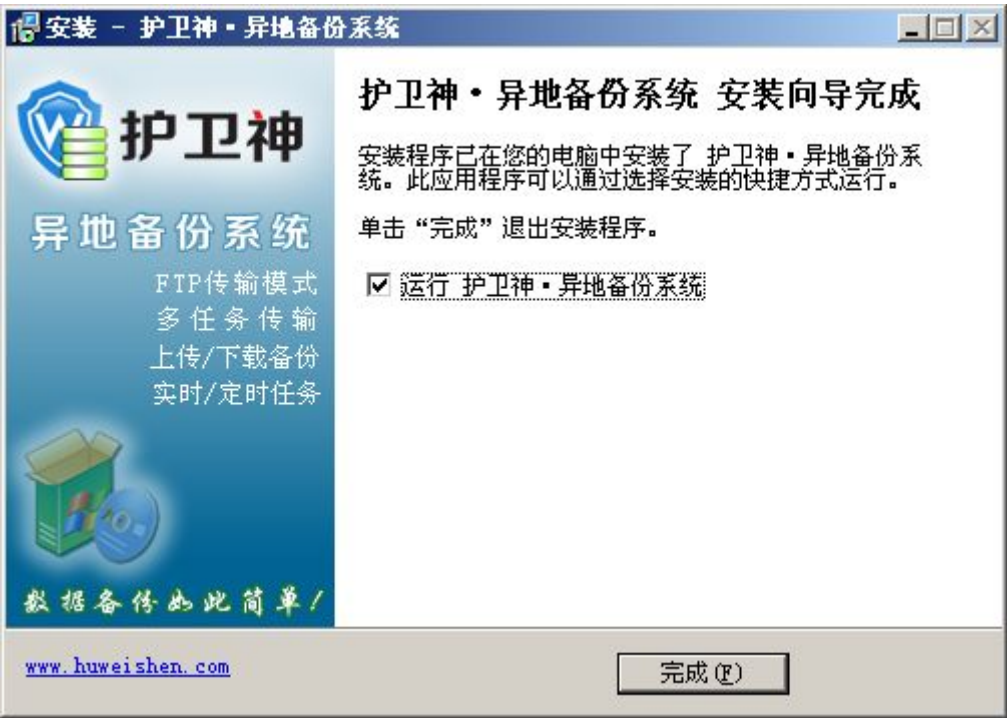 安装 - 护卫神·异地备份系统
护卫神
异地备份系统
FTP传输模式
多任务传输
上传/下载备份
实时/定时任务
数据备份如此简单!
护卫神·异地备份系统 安装向导完成
安装程序已在您的电脑中安装了 护卫神·异地备份系
统。此应用程序可以通过选择安装的快捷方式运行。
单击“完成”退出安装程序。
运行 护卫神·异地备份系统
www.huweishen.com
完成(F)